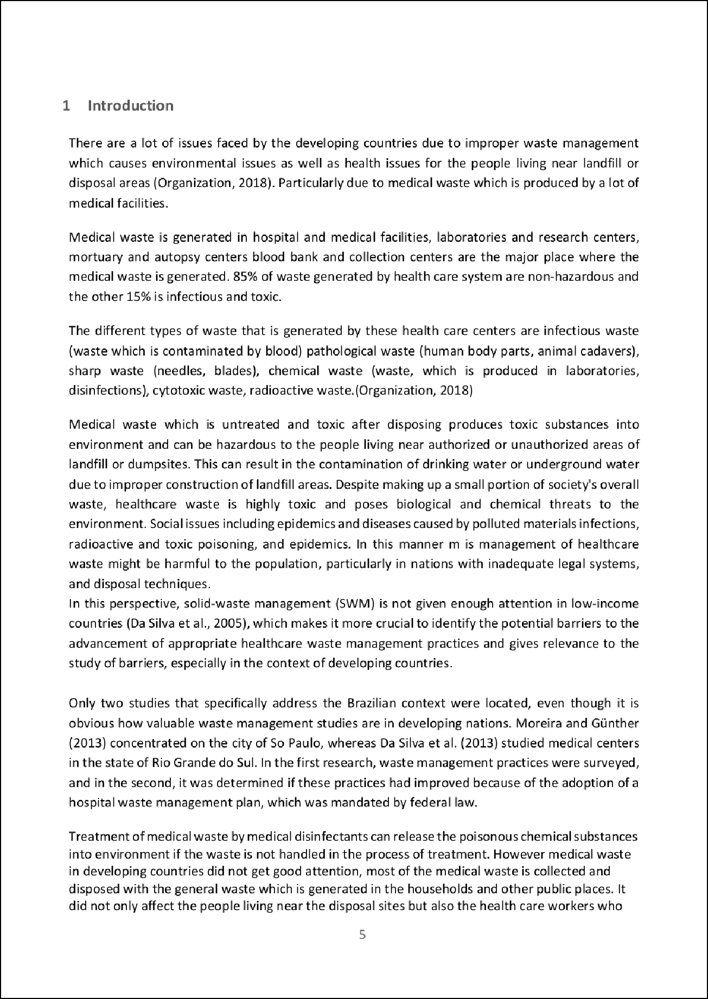 1 Introduction
There are a lot of issues faced by the developing countries due to improper waste management
which causes environmental issues as well as health issues for the people living near landfill or
disposal areas (Organization, 2018). Particularly due to medical waste which is produced by a lot of
medical facilities.
Medical waste is generated in hospital and medical facilities, laboratories and research centers,
mortuary and autopsy centers blood bank and collection centers are the major place where the
medical waste is generated. 85% of waste generated by health care system are non-hazardous and
the other 15% is infectious and toxic.
The different types of waste that is generated by these health care centers are infectious waste
(waste which is contaminated by blood) pathological waste (human body parts, animal cadavers),
sharp waste (needles, blades), chemical waste (waste, which is produced in laboratories,
disinfections), cytotoxic waste, radioactive waste.(Organization, 2018)
Medical waste which is untreated and toxic after disposing produces toxic substances into
environment and can be hazardous to the people living near authorized or unauthorized areas of
landfill or dumpsites. This can result in the contamination of drinking water or underground water
due to improper construction of landfill areas. Despite making up a small portion of society's overall
waste, healthcare waste is highly toxic and poses biological and chemical threats to the
environment. Social issues including epidemics and diseases caused by polluted materials infections,
radioactive and toxic poisoning, and epidemics. In this manner m is management of healthcare
waste might be harmful to the population, particularly in nations with inadequate legal systems,
and disposal techniques.
In this perspective, solid-waste management (SWM) is not given enough attention in low-income
countries (Da Silva et al., 2005), which makes it more crucial to identify the potential barriers to the
advancement of appropriate healthcare waste management practices and gives relevance to the
study of barriers, especially in the context of developing countries.
Only two studies that specifically address the Brazilian context were located, even though it is
obvious how valuable waste management studies are in developing nations. Moreira and Günther
(2013) concentrated on the city of So Paulo, whereas Da Silva et al. (2013) studied medical centers
in the state of Rio Grande do Sul. In the first research, waste management practices were surveyed,
and in the second, it was determined if these practices had improved because of the adoption of a
hospital waste management plan, which was mandated by federal law.
Treatment of medical waste by medical disinfectants can release the poisonous chemical substances
into environment if the waste is not handled in the process of treatment. However medical waste
in developing countries did not get good attention, most of the medical waste is collected and
disposed with the general waste which is generated in the households and other public places. It
did not only affect the people living near the disposal sites but also the health care workers who
5